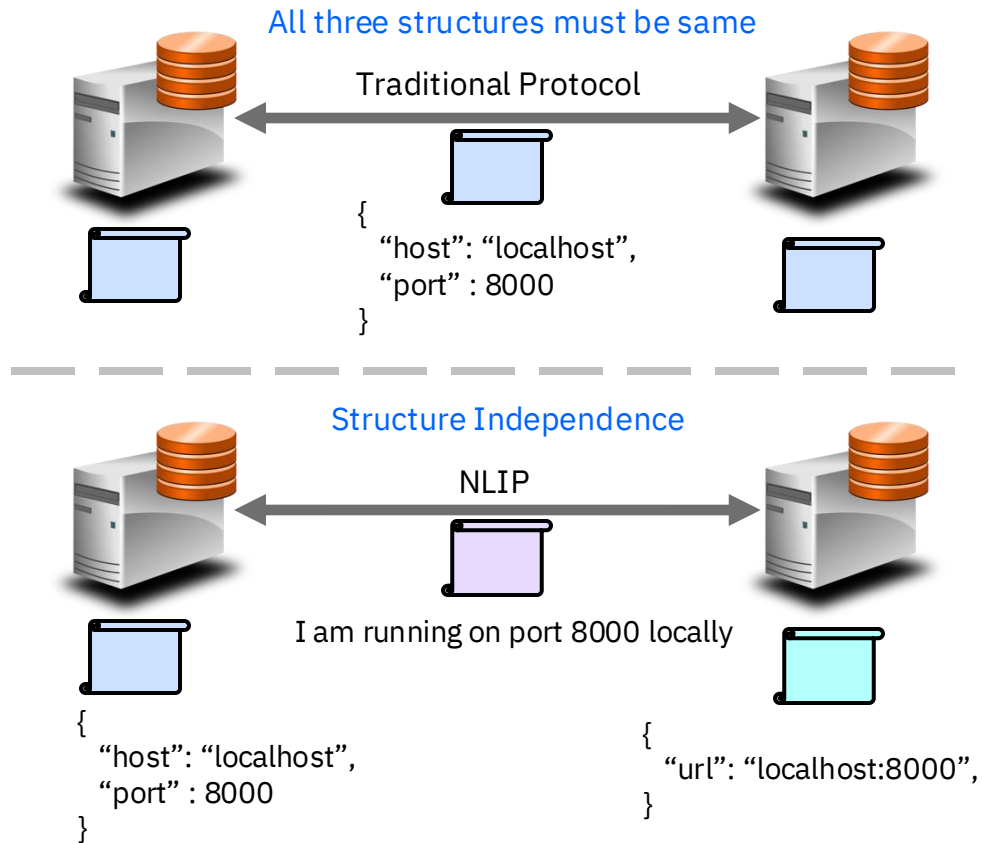 All three structures must be same
Traditional Protocol
{
“host”: “localhost”,
“port” : 8000
}
Structure Independence
NLIP
I am running on port 8000 locally
{
“host”: “localhost”,
“port” : 8000
}
{
“url”: “localhost:8000”,
}